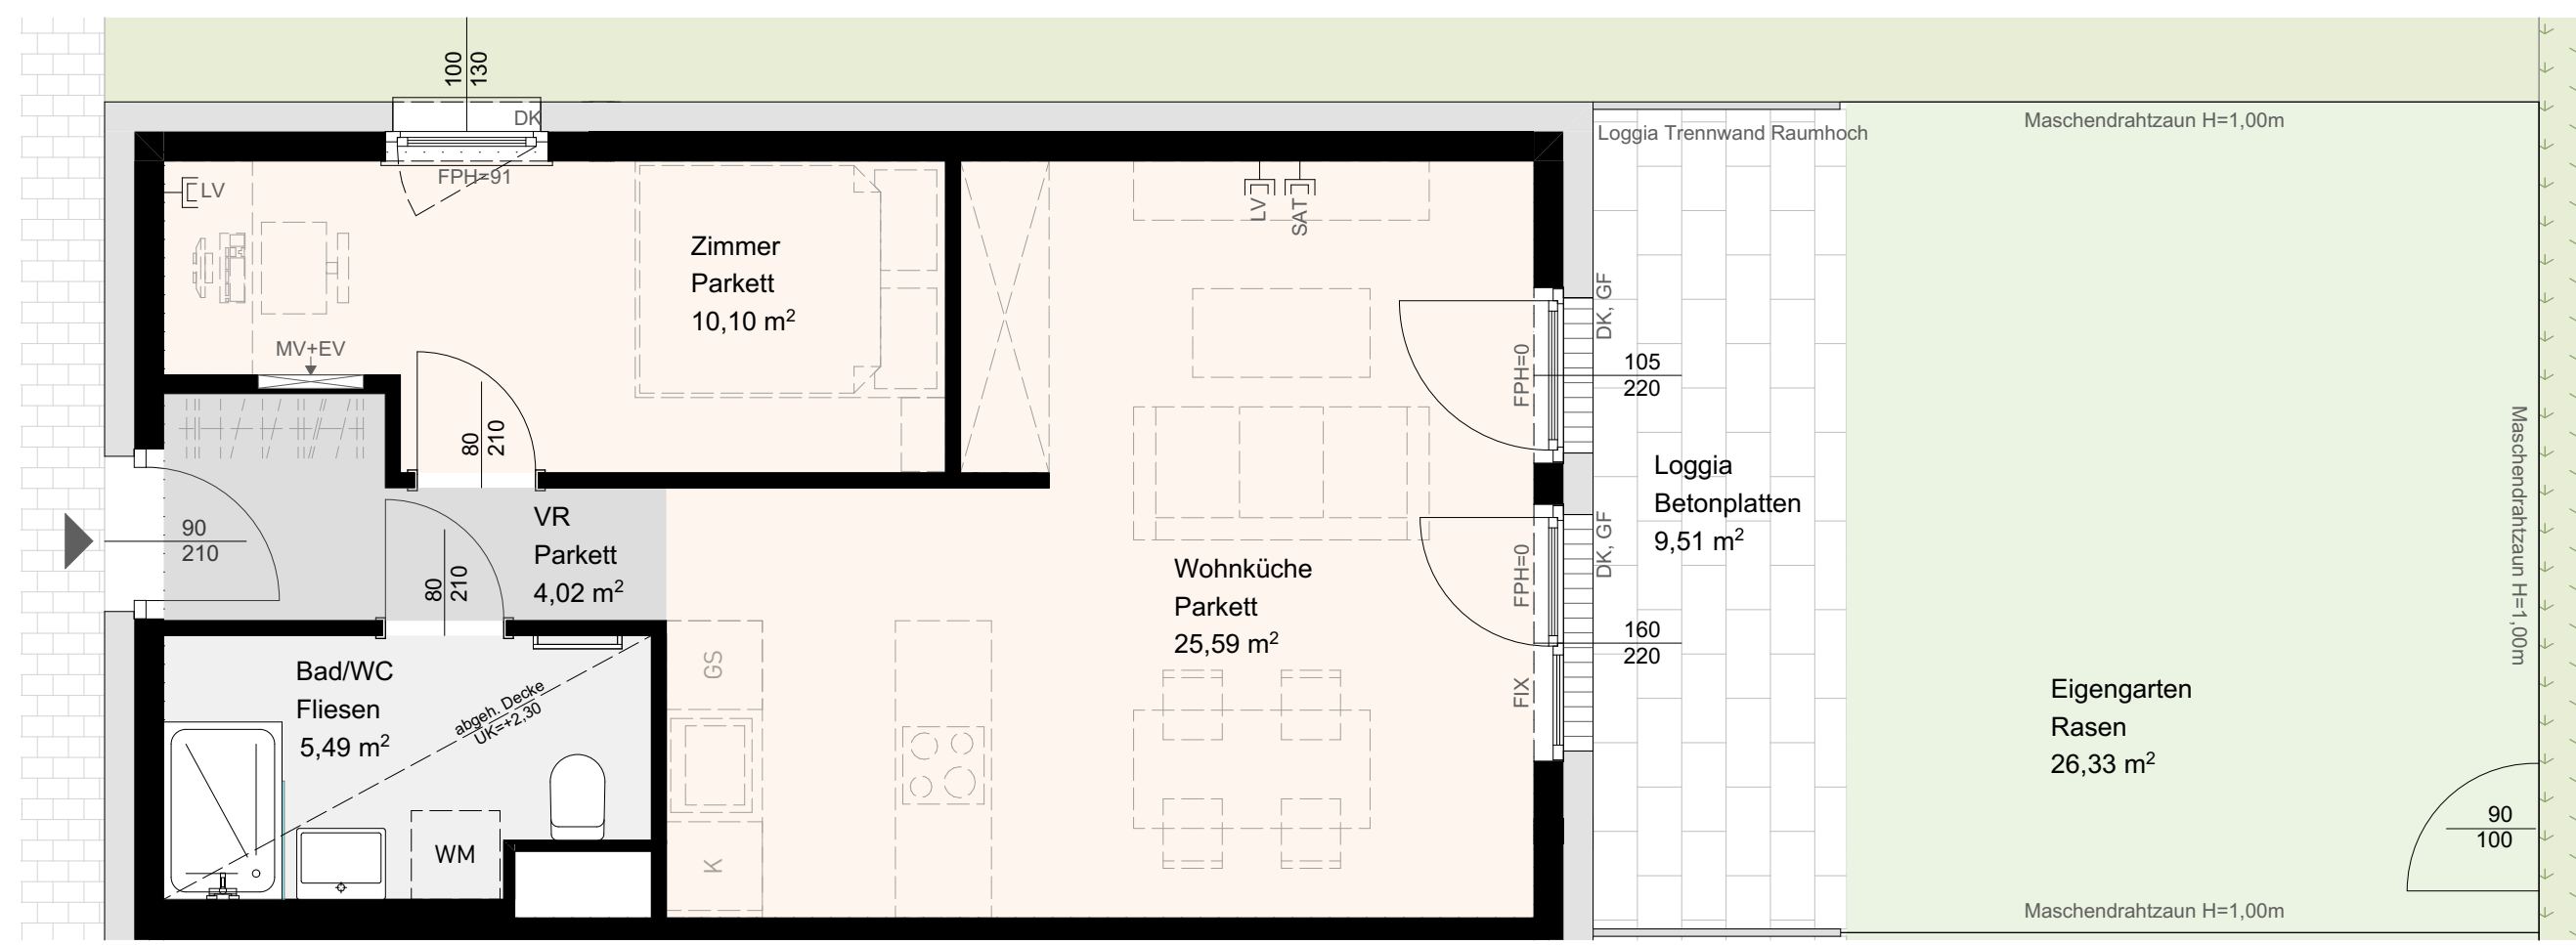 100
130
DK
FPH=91
LV
Zimmer
Parkett
10,10 m²
MV+EV
80
210
90
210
VR
Parkett
4,02 m²
80
210
Bad/WC
Fliesen
5,49 m²
abgeh. Decke
UK=+2,30
WM
GS
K
LV
SAT
Wohnküche
Parkett
25,59 m²
FPH=0
DK, GF
105
220
FPH=0
DK, GF
160
220
FIX
Loggia Trennwand Raumhoch
Loggia
Betonplatten
9,51 m²
Maschendrahtzaun H=1,00m
Maschendrahtzaun H=1,00m
Eigengarten
Rasen
26,33 m²
90
100
Maschendrahtzaun H=1,00m